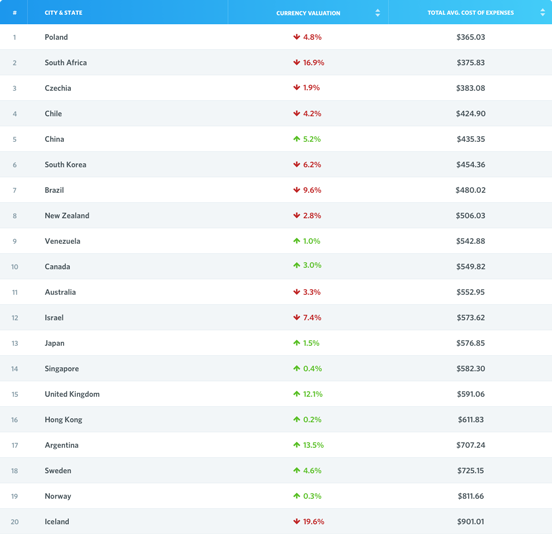 # CITY & STATE CURRENCY VALUATION TOTAL AVG. COST OF EXPENSES
1 Poland 4.8% $365.03
2 South Africa 16.9% $375.83
3 Czechia 1.9% $383.08
4 Chile 4.2% $424.90
5 China 5.2% $435.35
6 South Korea 6.2% $454.36
7 Brazil 9.6% $480.02
8 New Zealand 2.8% $506.03
9 Venezuela 1.0% $542.88
10 Canada 3.0% $549.82
11 Australia 3.3% $552.95
12 Israel 7.4% $573.62
13 Japan 1.5% $576.85
14 Singapore 0.4% $582.30
15 United Kingdom 12.1% $591.06
16 Hong Kong 0.2% $611.83
17 Argentina 13.5% $707.24
18 Sweden 4.6% $725.15
19 Norway 0.3% $811.66
20 Iceland 19.6% $901.01